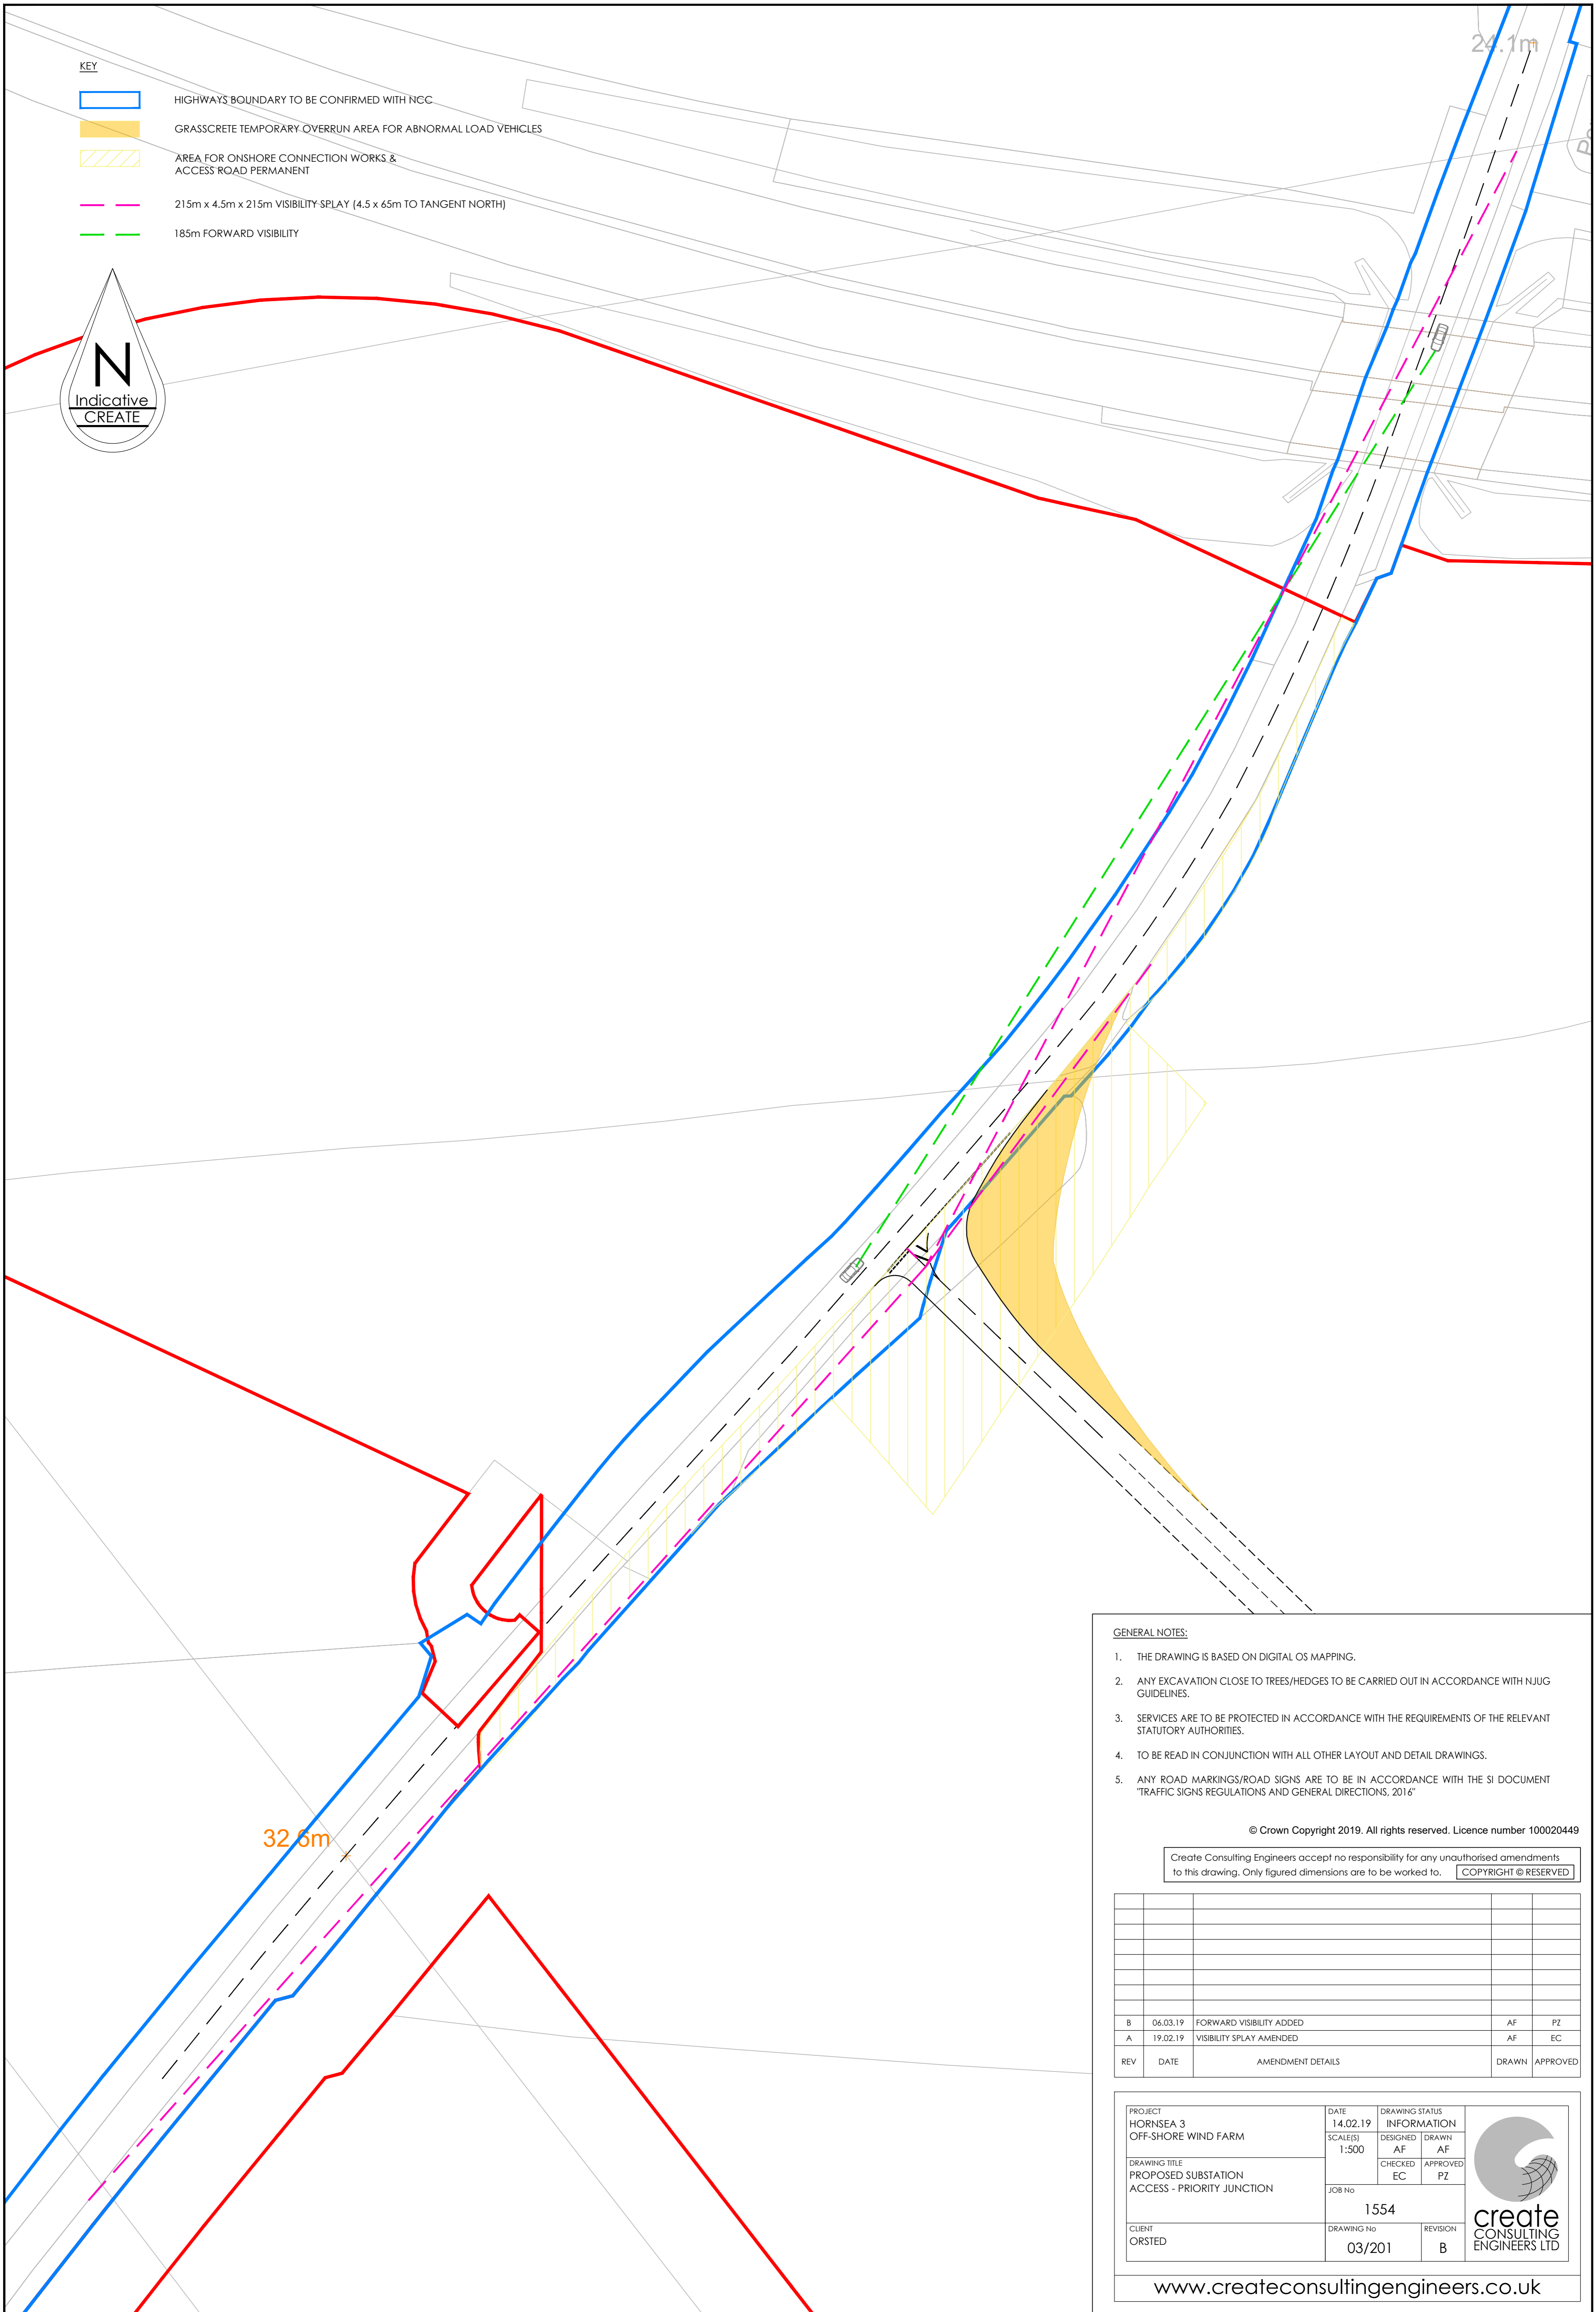 24.1m
KEY
HIGHWAYS BOUNDARY TO BE CONFIRMED WITH NCC
GRASSCRETE TEMPORARY OVERRUN AREA FOR ABNORMAL LOAD VEHICLES
AREA FOR ONSHORE CONNECTION WORKS &
ACCESS ROAD PERMANENT
215m x 4.5m x 215m VISIBILITY SPLAY (4.5 x 65m TO TANGENT NORTH)
185m FORWARD VISIBILITY
N
Indicative
CREATE
32.6m
GENERAL NOTES:
1. THE DRAWING IS BASED ON DIGITAL OS MAPPING.
2. ANY EXCAVATION CLOSE TO TREES/HEDGES TO BE CARRIED OUT IN ACCORDANCE WITH NJUG
GUIDELINES.
3. SERVICES ARE TO BE PROTECTED IN ACCORDANCE WITH THE REQUIREMENTS OF THE RELEVANT
STATUTORY AUTHORITIES.
4. TO BE READ IN CONJUNCTION WITH ALL OTHER LAYOUT AND DETAIL DRAWINGS.
5. ANY ROAD MARKINGS/ROAD SIGNS ARE TO BE IN ACCORDANCE WITH THE SI DOCUMENT
"TRAFFIC SIGNS REGULATIONS AND GENERAL DIRECTIONS, 2016"
© Crown Copyright 2019. All rights reserved. Licence number 100020449
Create Consulting Engineers accept no responsibility for any unauthorised amendments
to this drawing. Only figured dimensions are to be worked to. COPYRIGHT © RESERVED
B 06.03.19 FORWARD VISIBILITY ADDED AF PZ
A 19.02.19 VISIBILITY SPLAY AMENDED AF EC
REV DATE AMENDMENT DETAILS DRAWN APPROVED
PROJECT
HORNSEA 3
OFF-SHORE WIND FARM
DATE
14.02.19
DRAWING STATUS
INFORMATION
SCALE(S)
1:500
DESIGNED
AF
DRAWN
AF
CHECKED
EC
APPROVED
PZ
DRAWING TITLE
PROPOSED SUBSTATION
ACCESS - PRIORITY JUNCTION
JOB No
1554
CLIENT
ORSTED
DRAWING No
03/201
REVISION
B
create
CONSULTING
ENGINEERS LTD
www.createconsultingengineers.co.uk